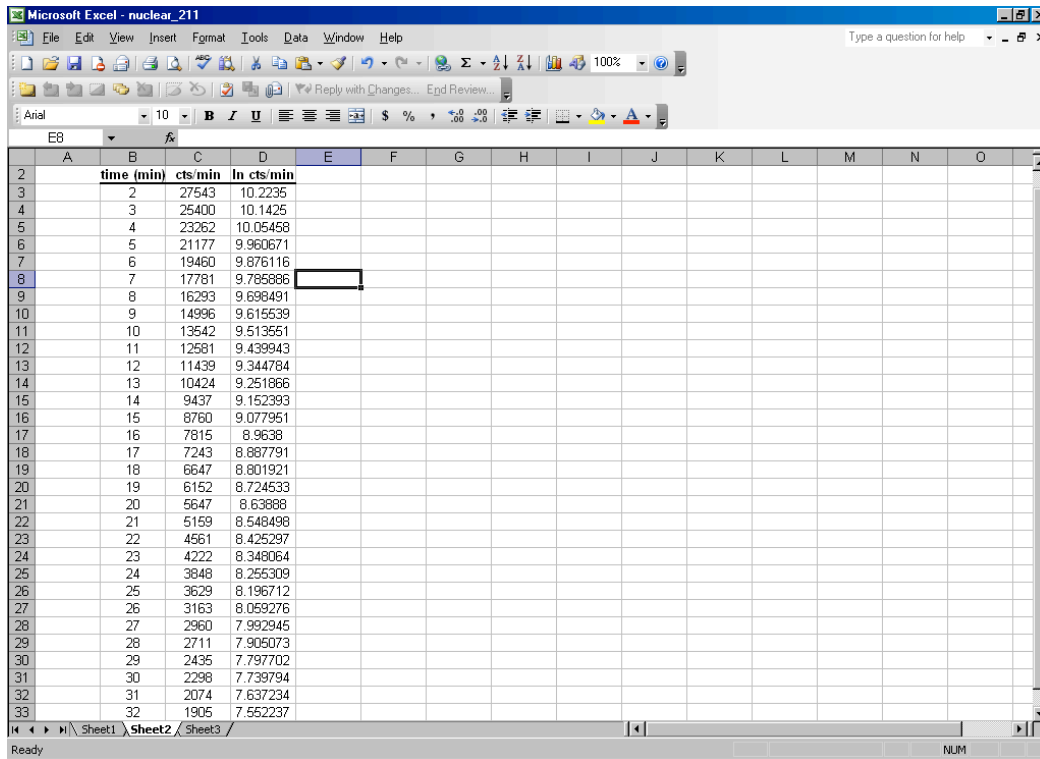 Microsoft Excel - nuclear_211
File Edit View Insert Format Tools Data Window Help Type a question for help
100%
Reply with Changes... End Review...
Arial 10 B I U $ % ,
E8 fx
A B C D E F G H I J K L M N O
2 time (min) cts/min ln cts/min
3 2 27543 10.2235
4 3 25400 10.1425
5 4 23262 10.05458
6 5 21177 9.960671
7 6 19460 9.876116
8 7 17781 9.785886
9 8 16293 9.698491
10 9 14996 9.615539
11 10 13542 9.513551
12 11 12581 9.439943
13 12 11439 9.344784
14 13 10424 9.251866
15 14 9437 9.152393
16 15 8760 9.077951
17 16 7815 8.9638
18 17 7243 8.887791
19 18 6647 8.801921
20 19 6152 8.724533
21 20 5647 8.63888
22 21 5159 8.548498
23 22 4561 8.425297
24 23 4222 8.348064
25 24 3848 8.255309
26 25 3629 8.196712
27 26 3163 8.059276
28 27 2960 7.992945
29 28 2711 7.905073
30 29 2435 7.797702
31 30 2298 7.739794
32 31 2074 7.637234
33 32 1905 7.552237
Sheet1 Sheet2 Sheet3
Ready NUM